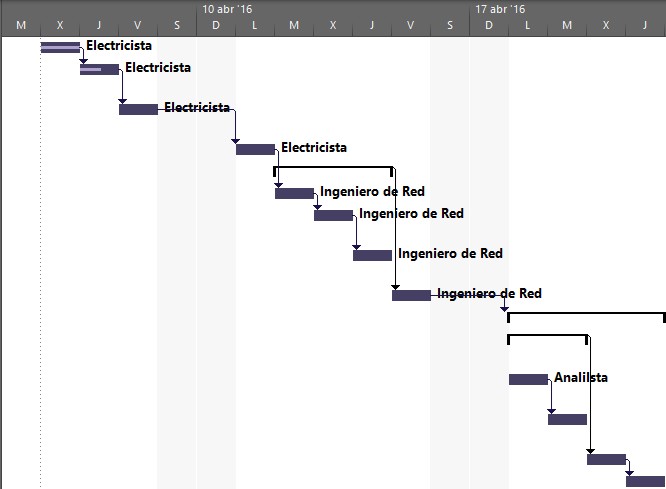 10 abr '16 17 abr '16
M X J V S D L M X J V S D L M X J
Electricista
Electricista
Electricista
Electricista
Ingeniero de Red
Ingeniero de Red
Ingeniero de Red
Ingeniero de Red
Analilsta